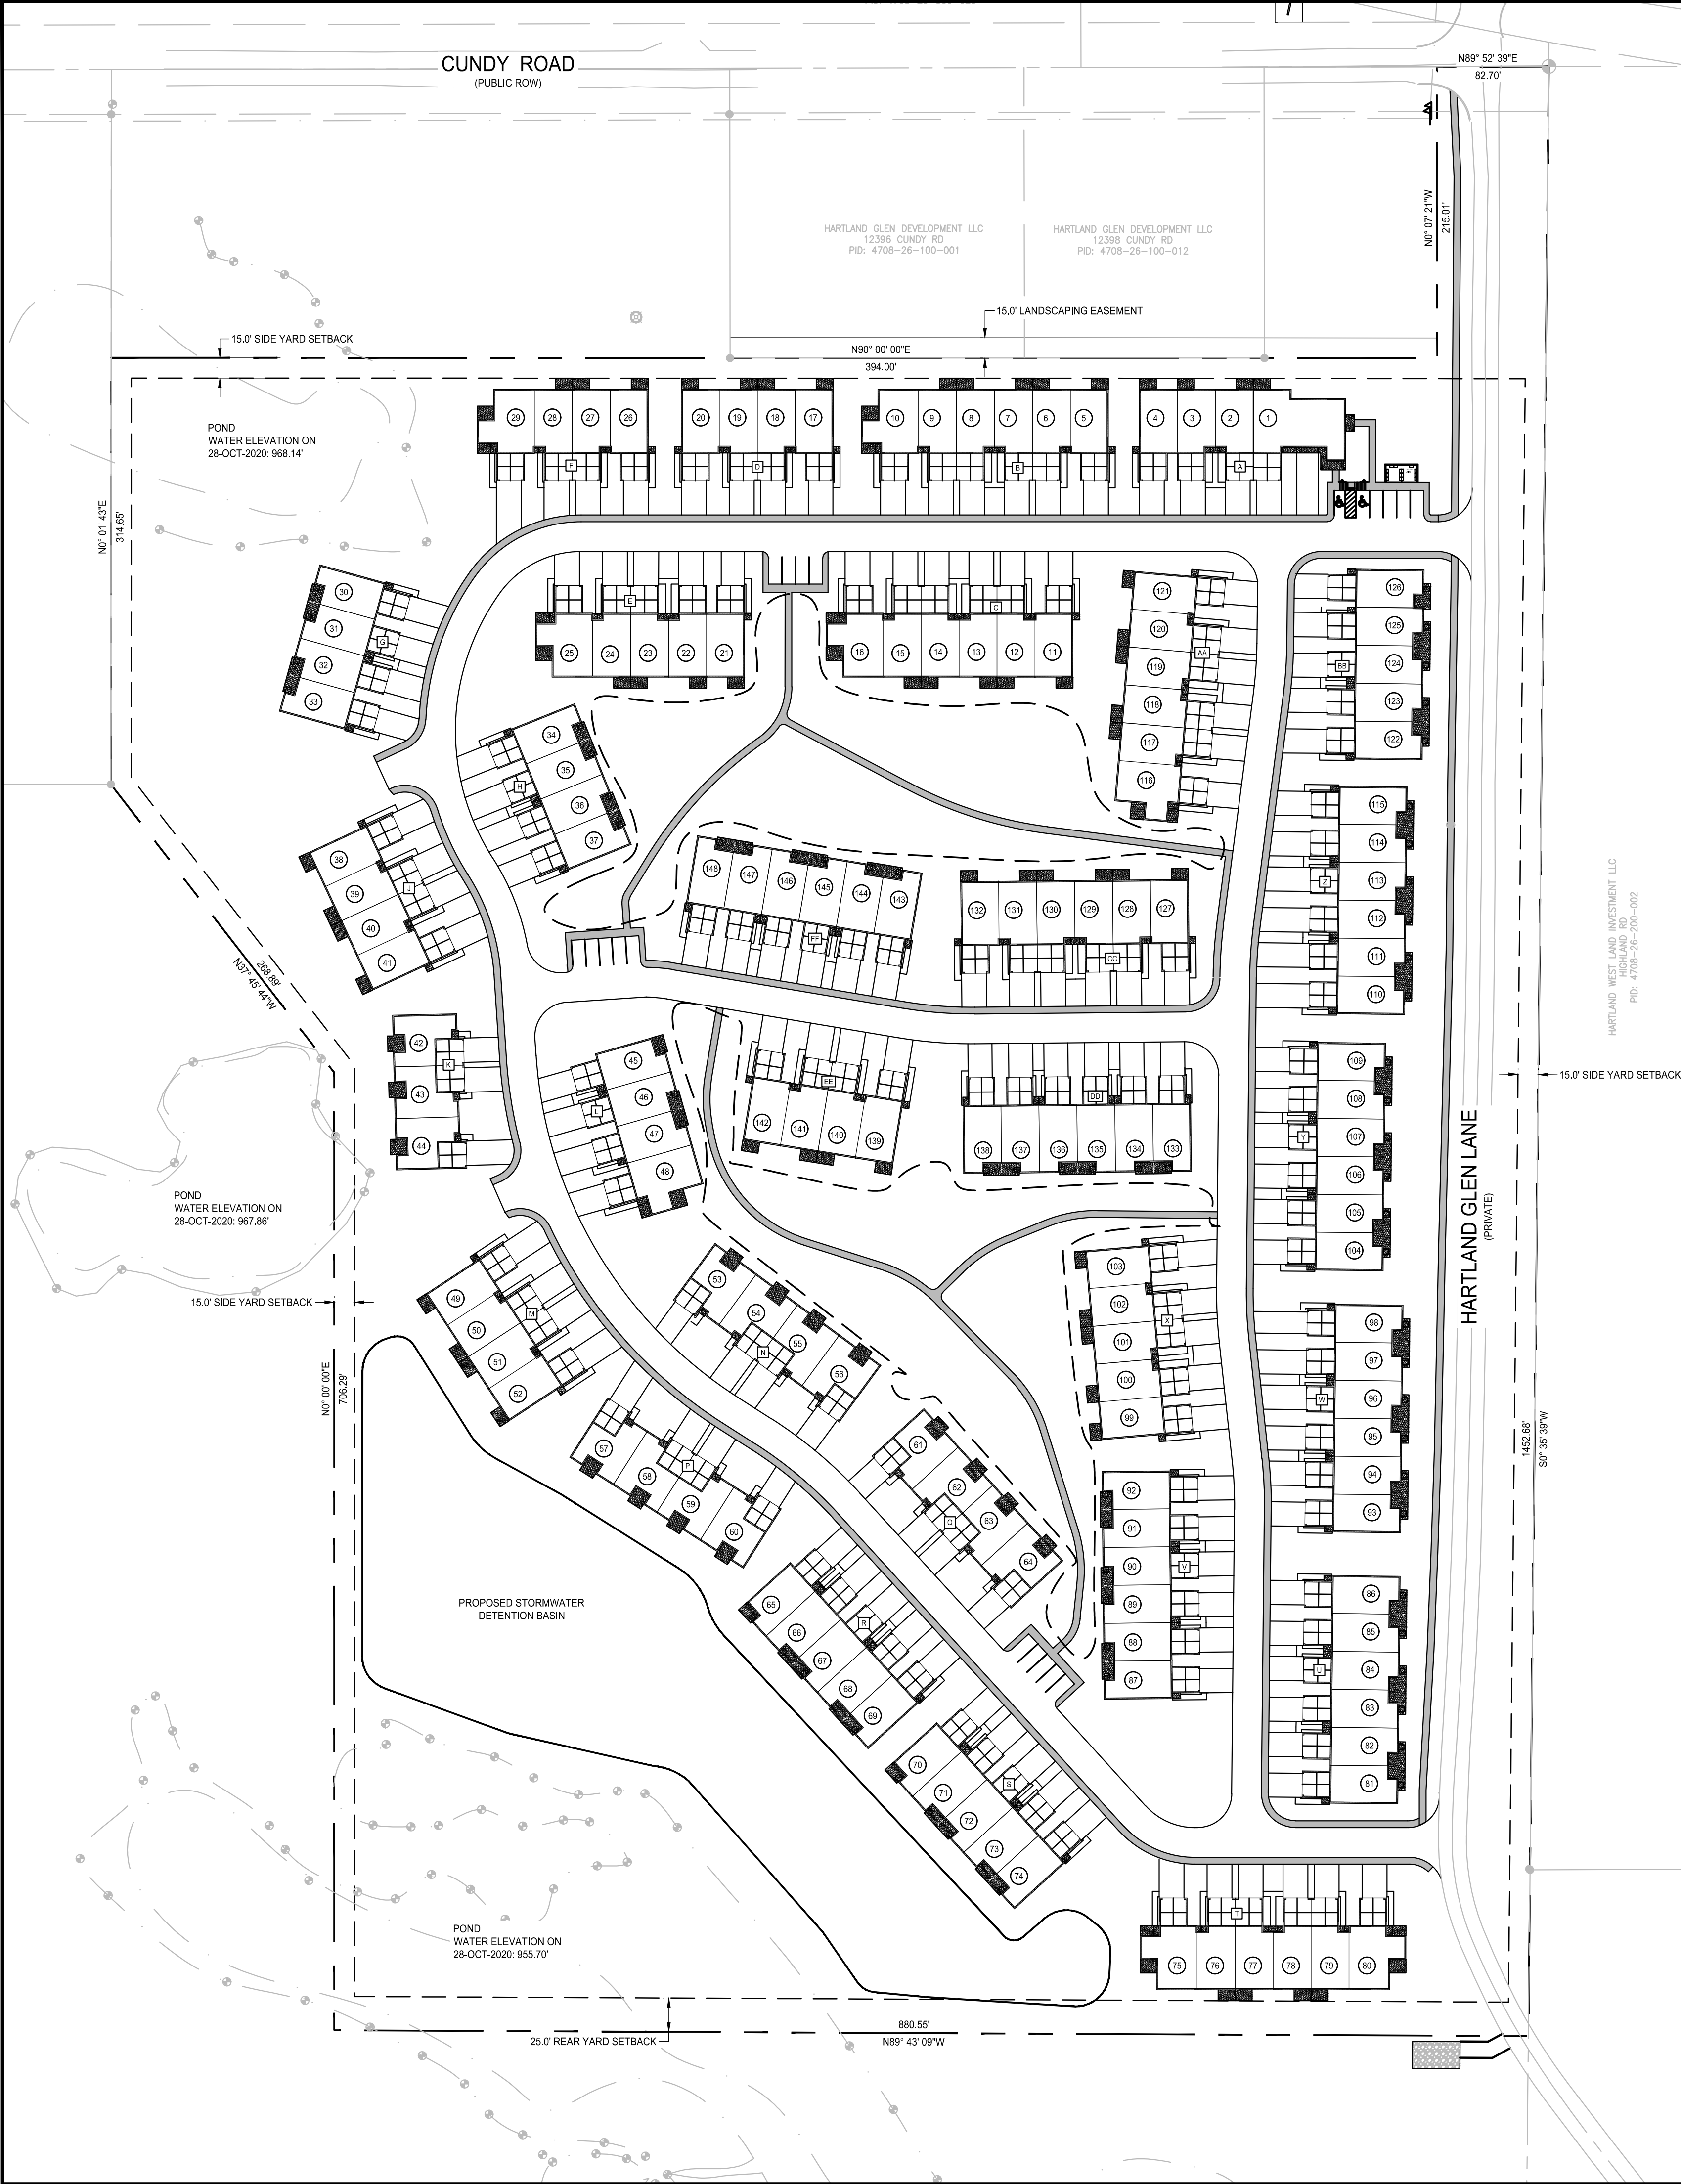 CUNDY ROAD
(PUBLIC ROW)
N89° 52' 39"E
82.70'
N0° 07' 21"W
215.01'
HARTLAND GLEN DEVELOPMENT LLC
12396 CUNDY RD
PID: 4708-26-100-001
HARTLAND GLEN DEVELOPMENT LLC
12398 CUNDY RD
PID: 4708-26-100-012
15.0' LANDSCAPING EASEMENT
15.0' SIDE YARD SETBACK
N90° 00' 00"E
394.00'
POND
WATER ELEVATION ON
28-OCT-2020: 968.14'
N0° 01' 43"E
314.65'
29 28 27 26
F
20 19 18 17
D
10 9 8 7 6 5
B
4 3 2 1
A
30
31
32
33
G
E
25 24 23 22 21
C
16 15 14 13 12 11
121
120
119
118
117
116
AA
126
125
124
123
122
BB
34
35
36
37
H
38
39
40
41
J
148 147 146 145 144 143
FF
132 131 130 129 128 127
CC
115
114
113
112
111
110
Z
268.89'
N37° 45' 44"W
HARTLAND WEST LAND INVESTMENT LLC
HIGHLAND RD
PID: 4708-26-200-002
42
43
44
K
45
46
47
48
L
EE
142 141 140 139
DD
138 137 136 135 134 133
109
108
107
106
105
104
Y
15.0' SIDE YARD SETBACK
HARTLAND GLEN LANE
(PRIVATE)
POND
WATER ELEVATION ON
28-OCT-2020: 967.86'
15.0' SIDE YARD SETBACK
N0° 00' 00"E
706.29'
49
50
51
52
M
53
54
55
56
N
103
102
101
100
99
X
98
97
96
95
94
93
W
57
58
59
60
P
61
62
63
64
Q
92
91
90
89
88
87
V
1452.68'
S0° 35' 39"W
PROPOSED STORMWATER
DETENTION BASIN
65
66
67
68
69
R
86
85
84
83
82
81
U
70
71
72
73
74
S
T
75 76 77 78 79 80
POND
WATER ELEVATION ON
28-OCT-2020: 955.70'
25.0' REAR YARD SETBACK
880.55'
N89° 43' 09"W